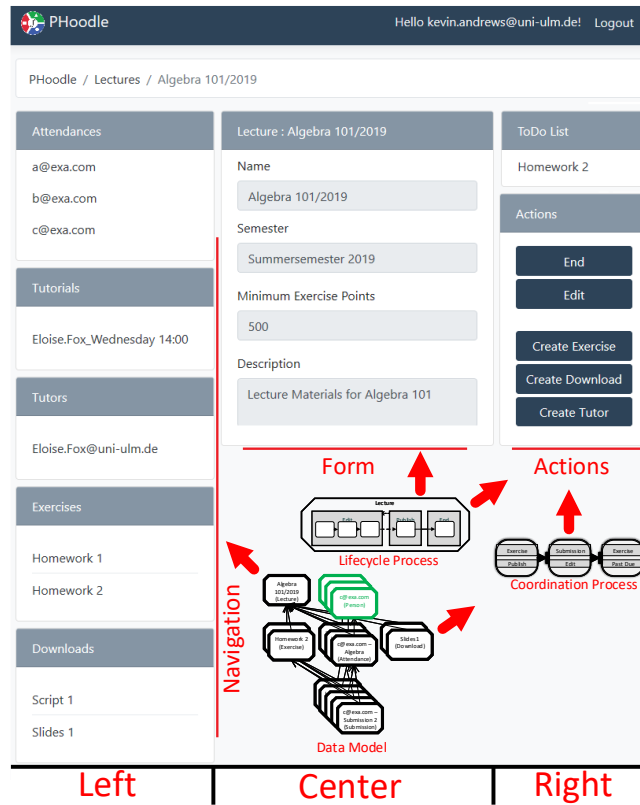 PHoodle
Hello kevin.andrews@uni-ulm.de! Logout
PHoodle / Lectures / Algebra 101/2019
Attendances
a@exa.com
b@exa.com
c@exa.com
Tutorials
Eloise.Fox_Wednesday 14:00
Tutors
Eloise.Fox@uni-ulm.de
Exercises
Homework 1
Homework 2
Downloads
Script 1
Slides 1
Lecture : Algebra 101/2019
Name
Algebra 101/2019
Semester
Summersemester 2019
Minimum Exercise Points
500
Description
Lecture Materials for Algebra 101
ToDo List
Homework 2
Actions
End
Edit
Create Exercise
Create Download
Create Tutor
Form
Actions
Navigation
Lecture
Edit
Publish
End
Lifecycle Process
Exercise
Publish
Submission
Edit
Exercise
Past Due
Coordination Process
Algebra
101/2019
(Lecture)
c@exa.com
(Person)
Homework 2
(Exercise)
c@exa.com –
Algebra
(Attendance)
Slides 1
(Download)
c@exa.com –
Submission 2
(Submission)
Data Model
Left
Center
Right